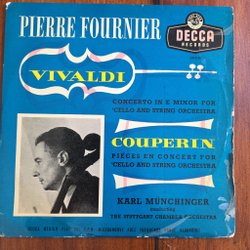 PIERRE FOURNIER
DECCA
RECORDS
VIVALDI
CONCERTO IN E MINOR FOR
'CELLO AND STRING ORCHESTRA
COUPERIN
PIÈCES EN CONCERT FOR
'CELLO AND STRING ORCHESTRA
KARL MÜNCHINGER
conducting
THE STUTTGART CHAMBER ORCHESTRA